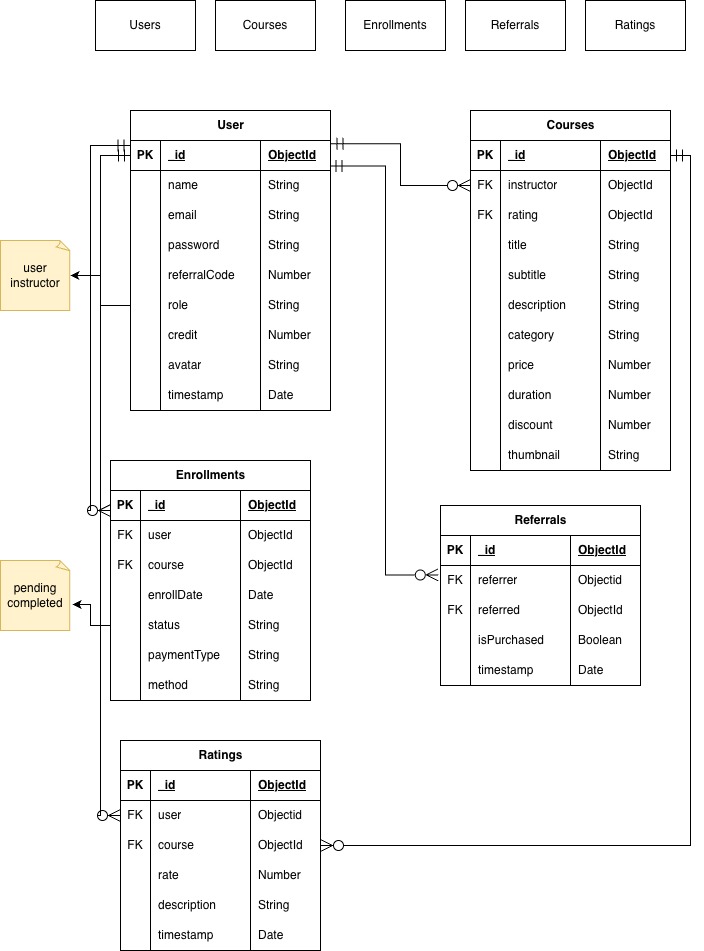 Users
Courses
Enrollments
Referrals
Ratings
User
PK _id ObjectId
name String
email String
password String
referralCode Number
role String
credit Number
avatar String
timestamp Date
user
instructor
Courses
PK _id ObjectId
FK instructor ObjectId
FK rating ObjectId
title String
subtitle String
description String
category String
price Number
duration Number
discount Number
thumbnail String
Enrollments
PK _id ObjectId
FK user ObjectId
FK course ObjectId
enrollDate Date
status String
paymentType String
method String
pending
completed
Referrals
PK _id ObjectId
FK referrer Objectid
FK referred ObjectId
isPurchased Boolean
timestamp Date
Ratings
PK _id ObjectId
FK user Objectid
FK course ObjectId
rate Number
description String
timestamp Date